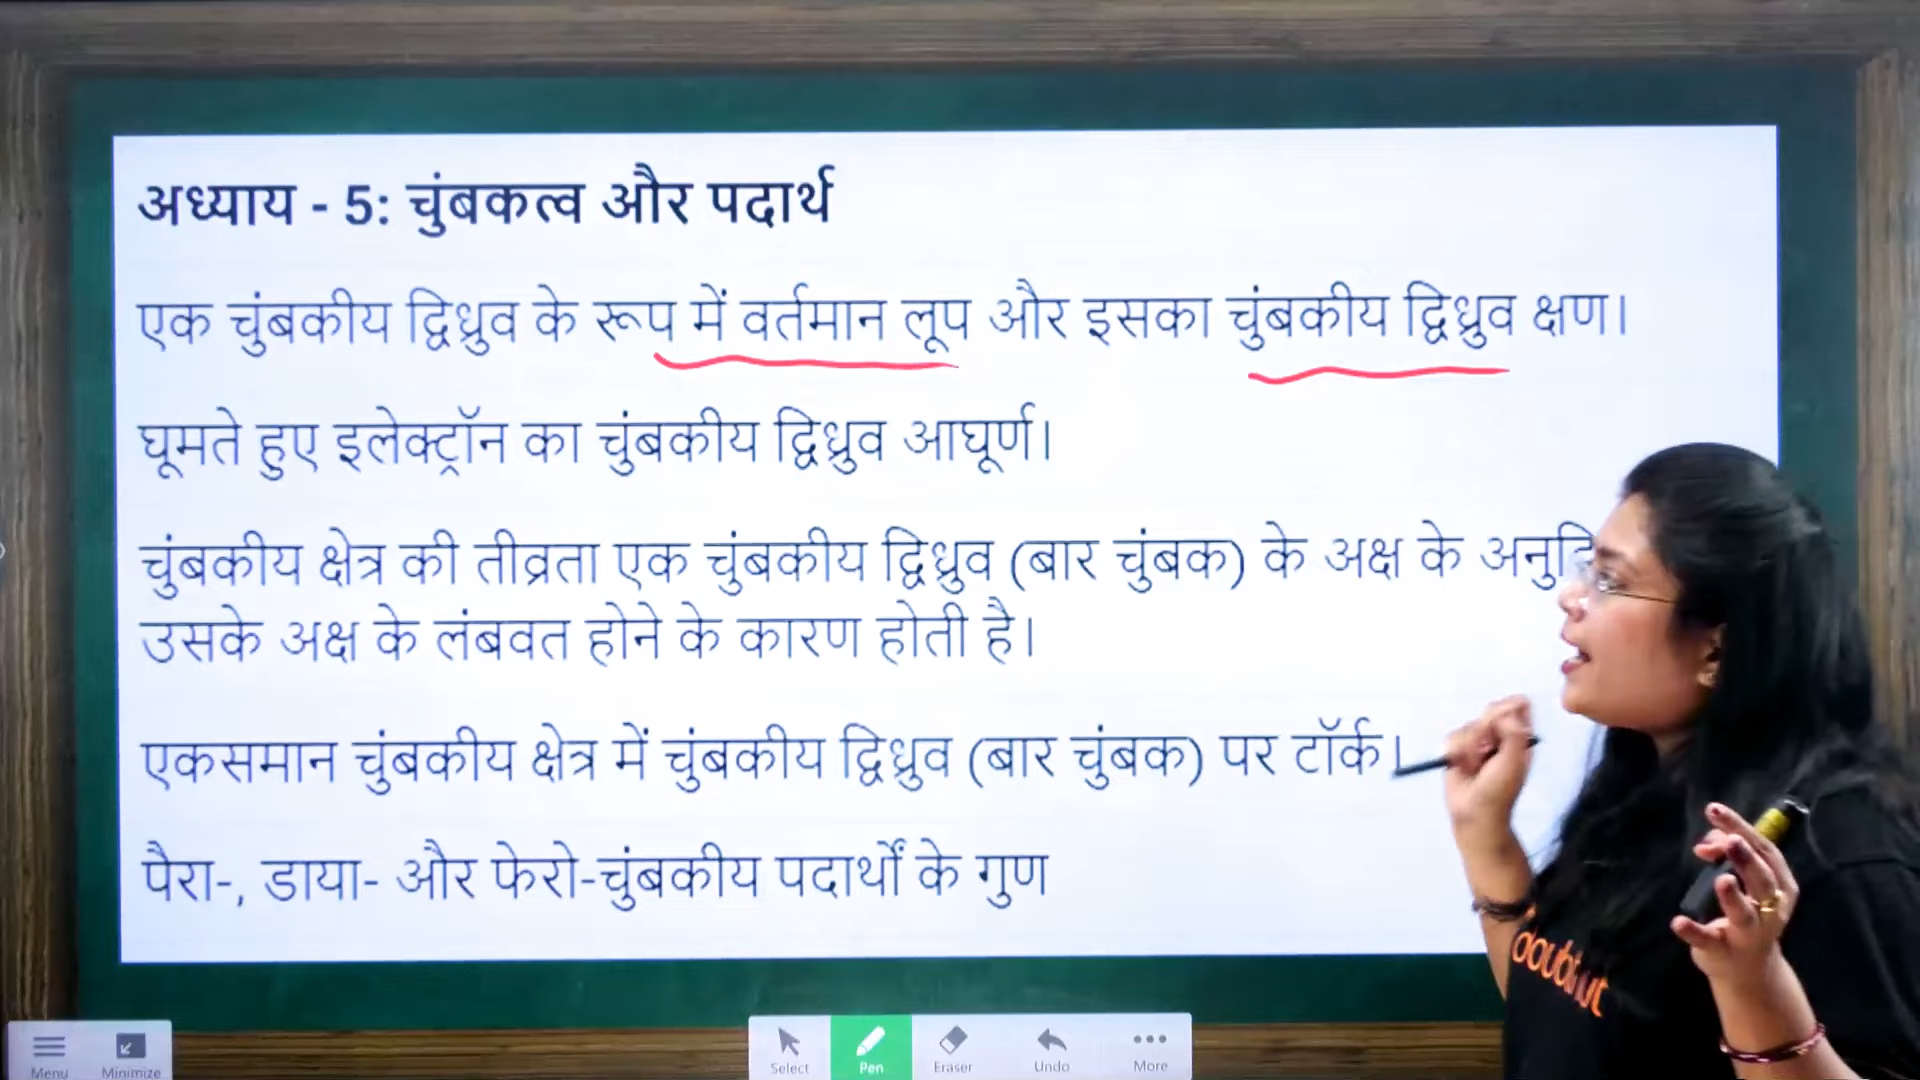 अध्याय - 5: चुंबकत्व और पदार्थ
एक चुंबकीय द्विध्रुव के रूप में वर्तमान लूप और इसका चुंबकीय द्विध्रुव क्षण।
घूमते हुए इलेक्ट्रॉन का चुंबकीय द्विध्रुव आघूर्ण।
चुंबकीय क्षेत्र की तीव्रता एक चुंबकीय द्विध्रुव (बार चुंबक) के अक्ष के
उसके अक्ष के लंबवत होने के कारण होती है।
एकसमान चुंबकीय क्षेत्र में चुंबकीय द्विध्रुव (बार चुंबक) पर टॉर्क।
पैरा-, डाया- और फेरो-चुंबकीय पदार्थों के गुण
doubtnut
Menu Minimize Select Pen Eraser Undo More